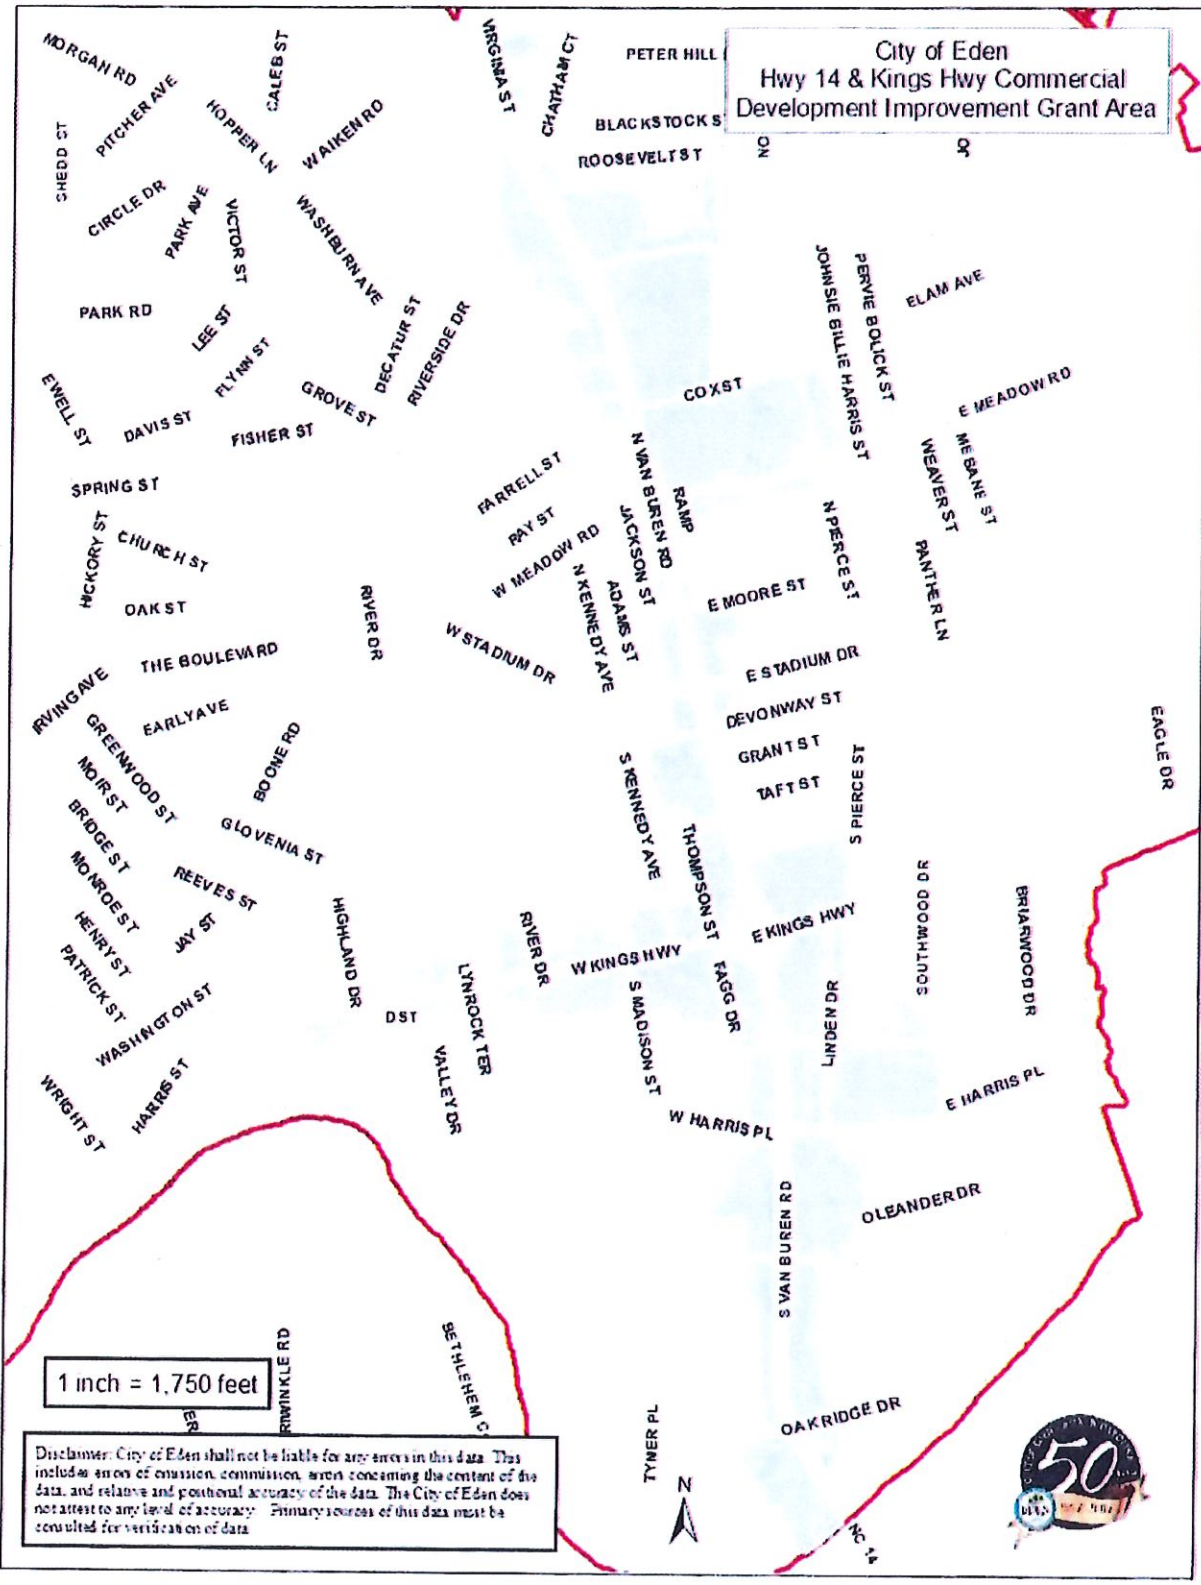 City of Eden
Hwy 14 & Kings Hwy Commercial
Development Improvement Grant Area
MORGAN RD
CALEB ST
VIRGINIA ST
CHATHAM CT
PETER HILL
PITCHER AVE
HOPPER LN
WAIKEN RD
BLACKSTOCK S
ROOSEVELT ST
NO
JO
SHEDD ST
CIRCLE DR
PARK AVE
VICTOR ST
WASHBURN AVE
JOHNSIE BILLIE HARRIS ST
PERVIE BOLICK ST
ELAM AVE
PARK RD
LEE ST
FLYNN ST
DECATUR ST
RIVERSIDE DR
GROVE ST
COX ST
E MEADOW RD
EWELL ST
DAVIS ST
FISHER ST
N VAN BUREN RD
RAMP
WEAVER ST
MEBANE ST
SPRING ST
FARRELL ST
RAY ST
W MEADOW RD
JACKSON ST
N PIERCE ST
PANTHER LN
HICKORY ST
CHURCH ST
OAK ST
RIVER DR
N KENNEDY AVE
ADAMS ST
E MOORE ST
THE BOULEVARD
W STADIUM DR
E STADIUM DR
IRVING AVE
EARLY AVE
DEVONWAY ST
EAGLE DR
GREENWOOD ST
BOONE RD
GRANT ST
MOIR ST
S KENNEDY AVE
TAFT ST
S PIERCE ST
BRIDGE ST
GLOVENIA ST
THOMPSON ST
MONROE ST
REEVES ST
SOUTHWOOD DR
BRIARWOOD DR
HENRY ST
JAY ST
HIGHLAND DR
RIVER DR
W KINGS HWY
E KINGS HWY
PATRICK ST
WASHINGTON ST
LYNROCK TER
FAGG DR
S MADISON ST
LINDEN DR
D ST
VALLEY DR
WRIGHT ST
HARRIS ST
W HARRIS PL
E HARRIS PL
S VAN BUREN RD
OLEANDER DR
RIWINKLE RD
BETHLEHEM C
1 inch = 1,750 feet
ER
TYNER PL
OAKRIDGE DR
Disclaimer: City of Eden shall not be liable for any errors in this data. This
includes errors of omission, commission, errors concerning the content of the
data, and relative and positional accuracy of the data. The City of Eden does
not attest to any level of accuracy. Primary sources of this data must be
consulted for verification of data
N
NC 14
50
EDEN